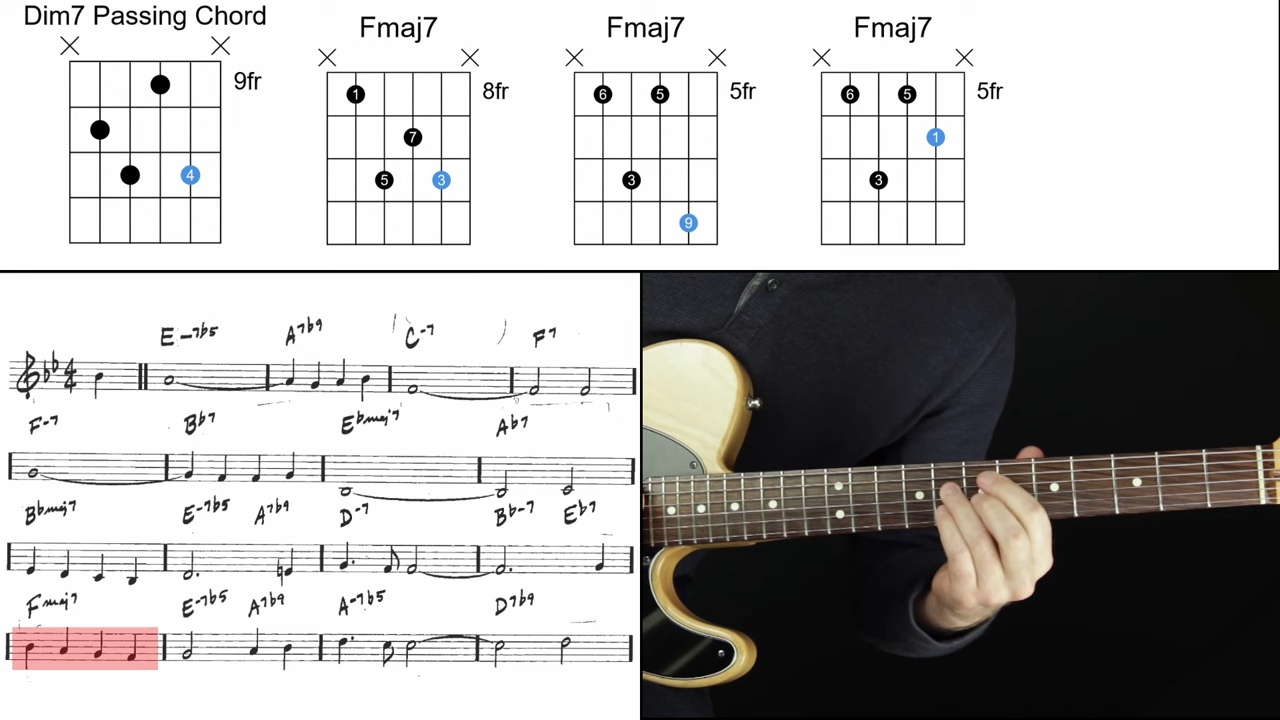 Dim7 Passing Chord
9fr
4
Fmaj7
8fr
1
7
5 3
Fmaj7
5fr
6 5
3
9
Fmaj7
5fr
6 5
1
3
E-7b5 A7b9 C-7 F7
4
4
F-7 Bb7 Ebmaj7 Ab7
Bbmaj7 E-7b5 A7b9 D-7 Bb-7 Eb7
Fmaj7 E-7b5 A7b9 A-7b5 D7b9